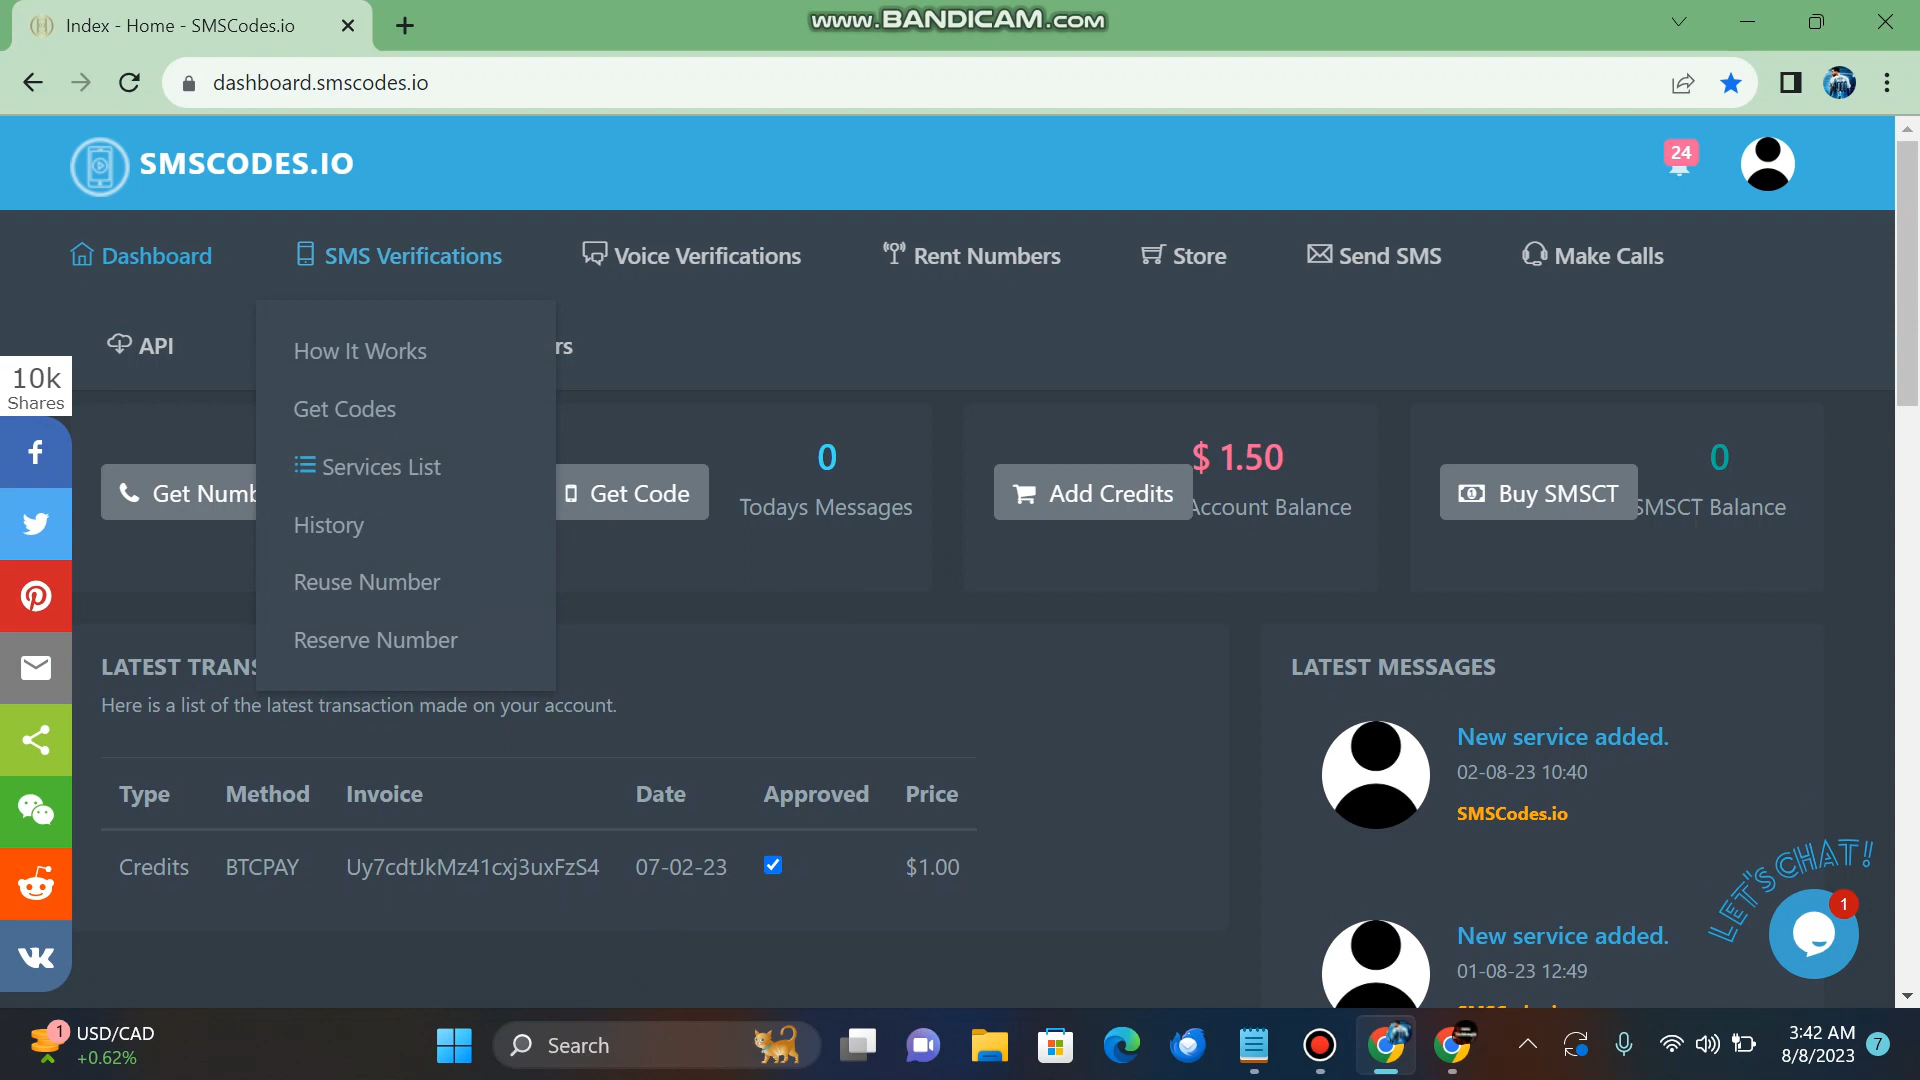 Index - Home - SMSCodes.io
www.BANDICAM.com
dashboard.smscodes.io
SMSCODES.IO
24
Dashboard
SMS Verifications
Voice Verifications
Rent Numbers
Store
Send SMS
Make Calls
API
rs
How It Works
Get Codes
Services List
History
Reuse Number
Reserve Number
10k
Shares
Get Numb
Get Code
0
Todays Messages
Add Credits
$ 1.50
Account Balance
Buy SMSCT
0
SMSCT Balance
LATEST TRANS
Here is a list of the latest transaction made on your account.
Type Method Invoice Date Approved Price
Credits BTCPAY Uy7cdtJkMz41cxj3uxFzS4 07-02-23 $1.00
LATEST MESSAGES
New service added.
02-08-23 10:40
SMSCodes.io
New service added.
01-08-23 12:49
LET'S CHAT!
1
1
USD/CAD
+0.62%
Search
3:42 AM
8/8/2023
7